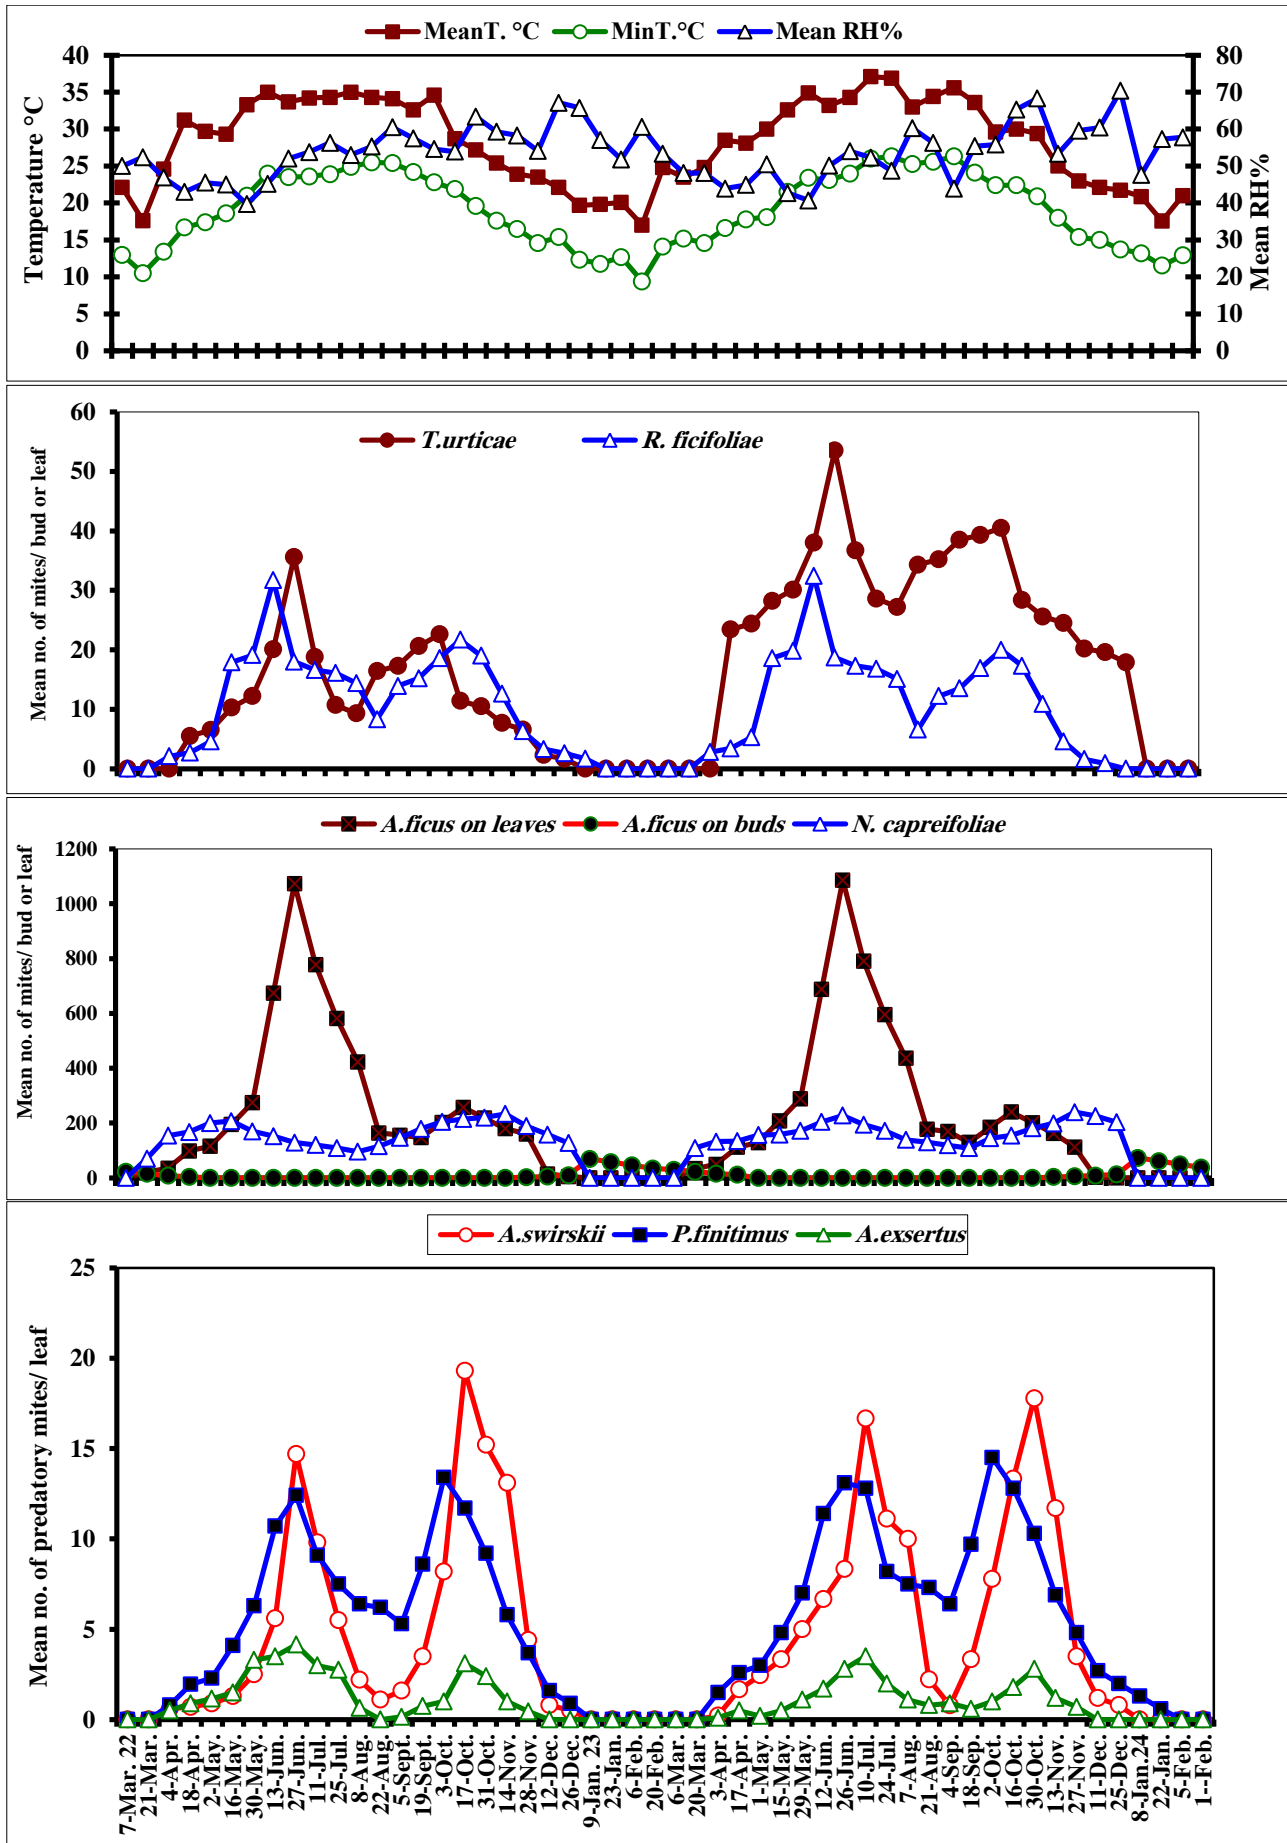 MeanT. °C MinT.°C Mean RH%
Temperature °C
40
35
30
25
20
15
10
5
0
80
70
60
50
40
30
20
10
0
Mean RH%
T.urticae R. ficifoliae
Mean no. of mites/ bud or leaf
60
50
40
30
20
10
0
A.ficus on leaves A.ficus on buds N. capreifoliae
Mean no. of mites/ bud or leaf
1200
1000
800
600
400
200
0
A.swirskii P.finitimus A.exsertus
Mean no. of predatory mites/ leaf
25
20
15
10
5
0
7-Mar. 22
21-Mar.
4-Apr.
18-Apr.
2-May.
16-May.
30-May.
13-Jun.
27-Jun.
11-Jul.
25-Jul.
8-Aug.
22-Aug.
5-Sept.
19-Sept.
3-Oct.
17-Oct.
31-Oct.
14-Nov.
28-Nov.
12-Dec.
26-Dec.
9-Jan. 23
23-Jan.
6-Feb.
20-Feb.
6-Mar.
20-Mar.
3-Apr.
17-Apr.
1-May.
15-May.
29-May.
12-Jun.
26-Jun.
10-Jul.
24-Jul.
7-Aug.
21-Aug.
4-Sep.
18-Sep.
2-Oct.
16-Oct.
30-Oct.
13-Nov.
27-Nov.
11-Dec.
25-Dec.
8-Jan.24
22-Jan.
5-Feb.
1--Feb.